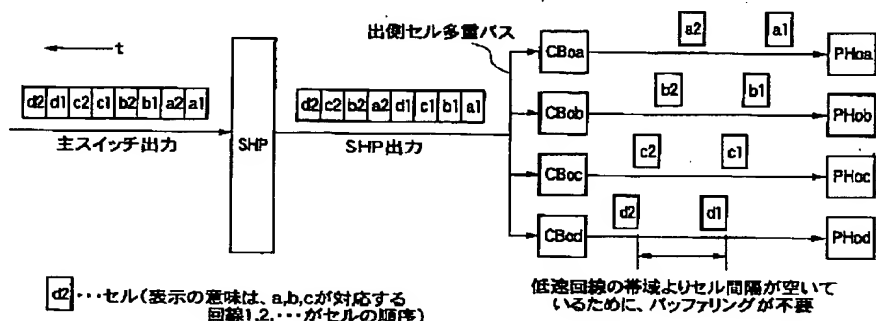 t
出側セル多重バス
d2 d1 c2 c1 b2 b1 a2 a1
主スイッチ出力
SHP
d2 c2 b2 a2 d1 c1 b1 a1
SHP出力
CBoa
a2
a1
PHoa
CBob
b2
b1
PHob
CBoc
c2
c1
PHoc
CBod
d2
d1
PHod
d2 ・・・セル(表示の意味は、a,b,cが対応する
回線1,2,・・・がセルの順序)
低速回線の帯域よりセル間隔が空いて
いるために、バッファリングが不要